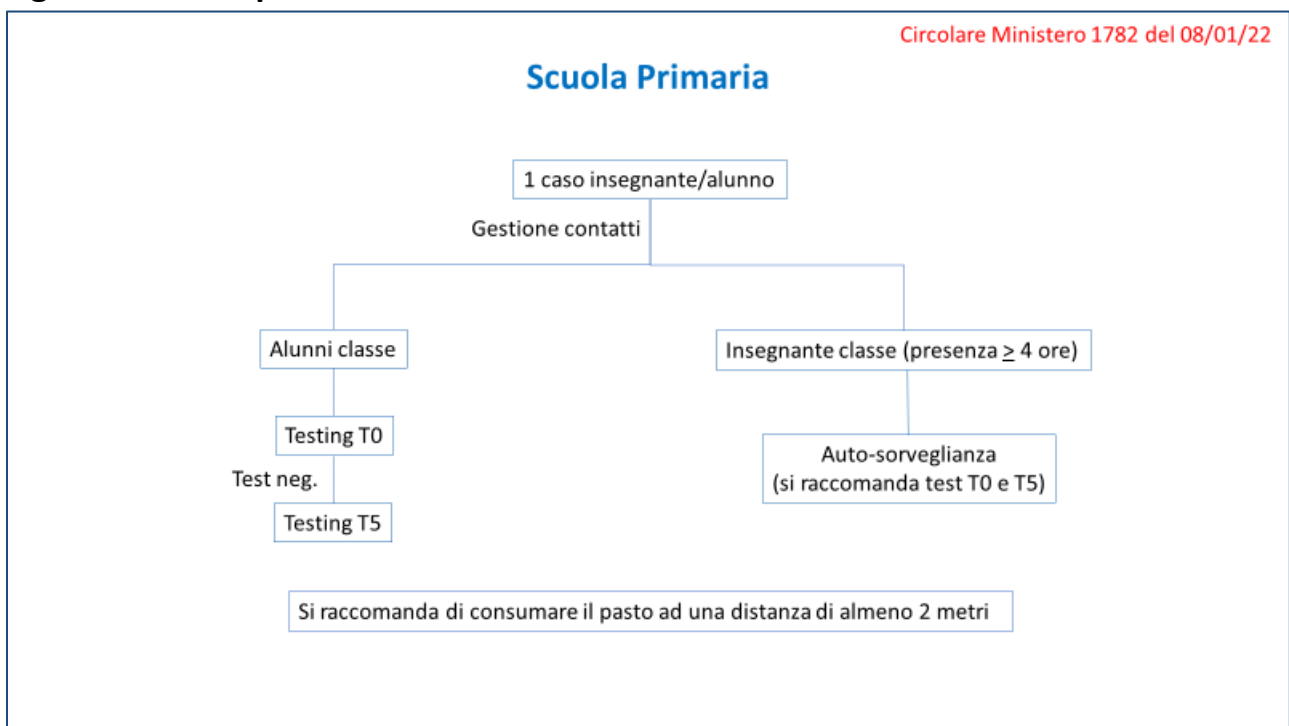 Circolare Ministero 1782 del 08/01/22
Scuola Primaria
1 caso insegnante/alunno
Gestione contatti
Alunni classe
Insegnante classe (presenza > 4 ore)
Testing T0
Auto-sorveglianza
(si raccomanda test T0 e T5)
Test neg.
Testing T5
Si raccomanda di consumare il pasto ad una distanza di almeno 2 metri